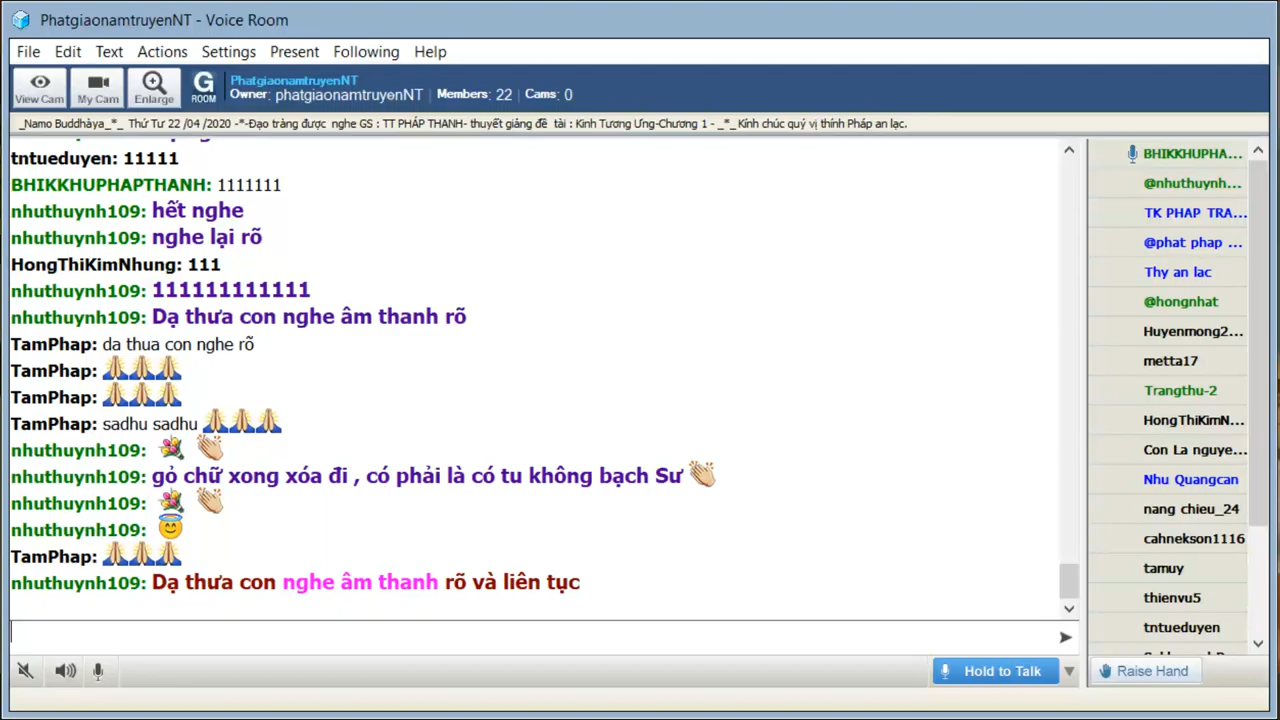 PhatgiaonamtruyenNT - Voice Room
File Edit Text Actions Settings Present Following Help
View Cam My Cam Enlarge G ROOM
PhatgiaonamtruyenNT
Owner: phatgiaonamtruyenNT Members: 22 Cams: 0
_Namo Buddhàya_*_ Thứ Tư 22 /04 /2020 -*-Đạo tràng được nghe GS : TT PHÁP THANH- thuyết giảng đề tài : Kinh Tương Ưng-Chương 1 - _*_ Kính chúc quý vị thính Pháp an lạc.
tntueduyen: 11111
BHIKKHUPHAPTHANH: 1111111
nhuthuynh109: hết nghe
nhuthuynh109: nghe lại rõ
HongThiKimNhung: 111
nhuthuynh109: 111111111111
nhuthuynh109: Dạ thưa con nghe âm thanh rõ
TamPhap: da thua con nghe rõ
TamPhap: 🙏🙏🙏
TamPhap: 🙏🙏🙏
TamPhap: sadhu sadhu 🙏🙏🙏
nhuthuynh109: 💐 👏
nhuthuynh109: gỏ chữ xong xóa đi , có phải là có tu không bạch Sư 👏
nhuthuynh109: 💐 👏
nhuthuynh109: 😇
TamPhap: 🙏🙏🙏
nhuthuynh109: Dạ thưa con nghe âm thanh rõ và liên tục
BHIKKHUPHA...
@nhuthuynh...
TK PHAP TRA...
@phat phap ...
Thy an lac
@hongnhat
Huyenmong2...
metta17
Trangthu-2
HongThiKimN...
Con La nguye...
Nhu Quangcan
nang chieu_24
cahnekson1116
tamuy
thienvu5
tntueduyen
Hold to Talk
Raise Hand